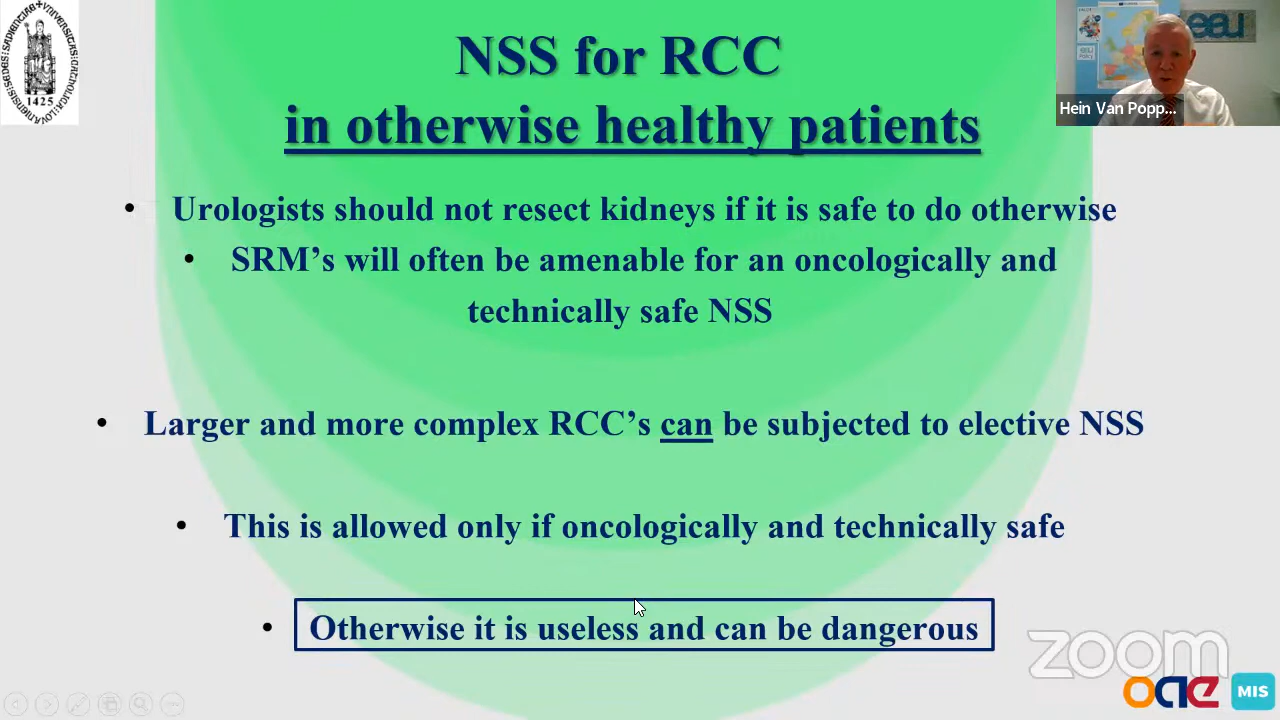 NSS for RCC
in otherwise healthy patients
• Urologists should not resect kidneys if it is safe to do otherwise
• SRM’s will often be amenable for an oncologically and
technically safe NSS
• Larger and more complex RCC’s can be subjected to elective NSS
• This is allowed only if oncologically and technically safe
• Otherwise it is useless and can be dangerous
1425
eau
Hein Van Popp...
zoom
oae
MIS